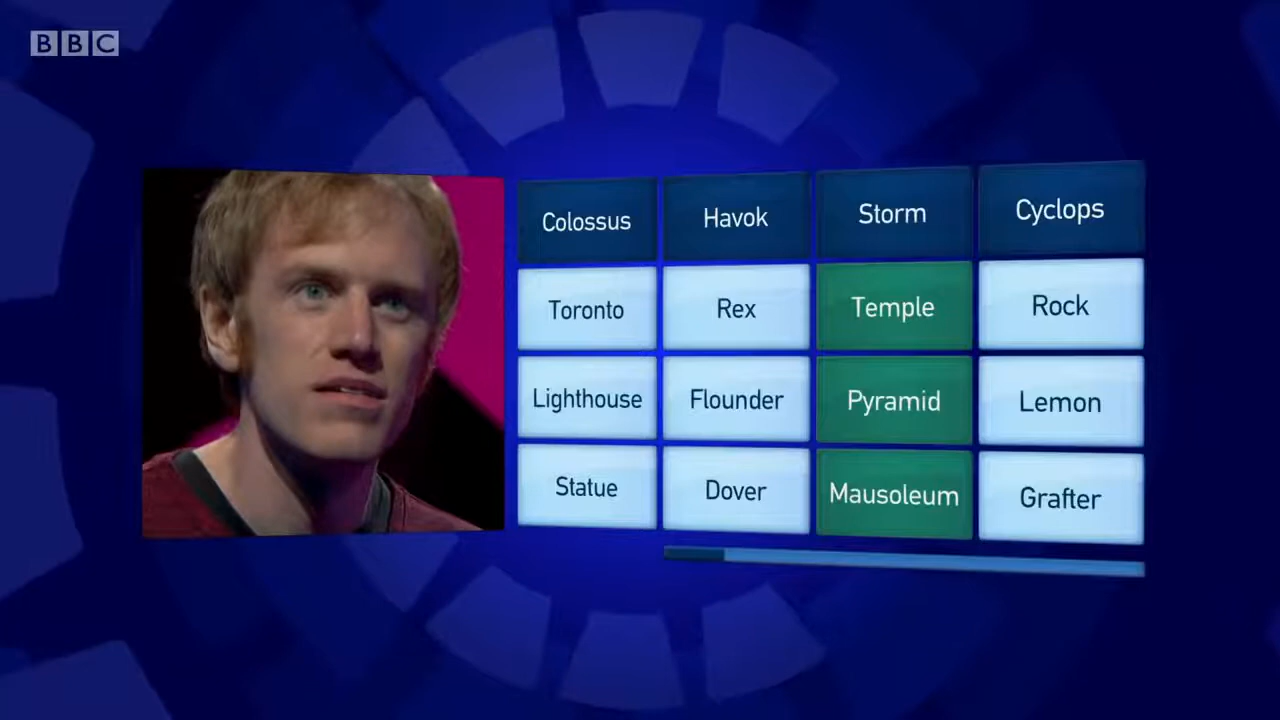 BBC
Colossus Havok Storm Cyclops
Toronto Rex Temple Rock
Lighthouse Flounder Pyramid Lemon
Statue Dover Mausoleum Grafter